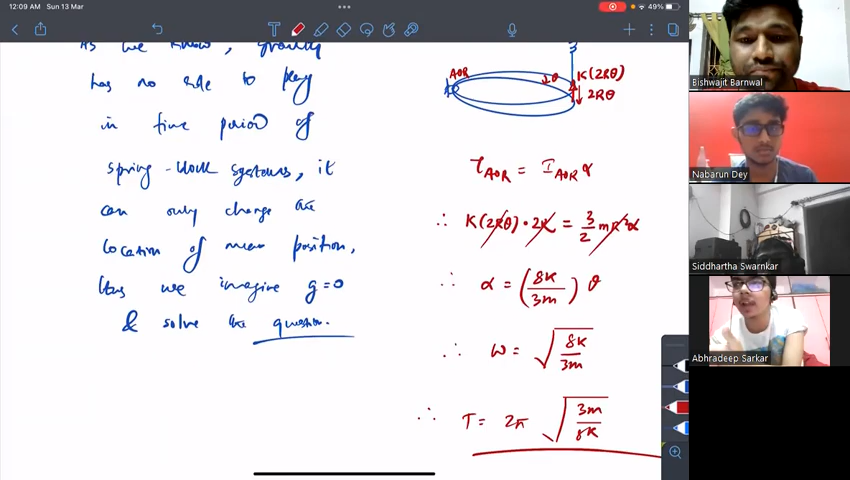 12:09 AM Sun 13 Mar
49%
As we know, gravity
has no role to play
in time period of
spring-block systems, it
can only change the
location of mean position,
thus we imagine g=0
& solve the question.
AOR
θ
K(2Rθ)
2Rθ
τAOR = IAOR α
∴ K(2Rθ)·2R = 3/2 mR²α
∴ α = (8K/3m) θ
∴ ω = √(8K/3m)
∴ T = 2π √(3m/8K)
Bishwajit Barnwal
Nabarun Dey
Siddhartha Swarnkar
Abhradeep Sarkar